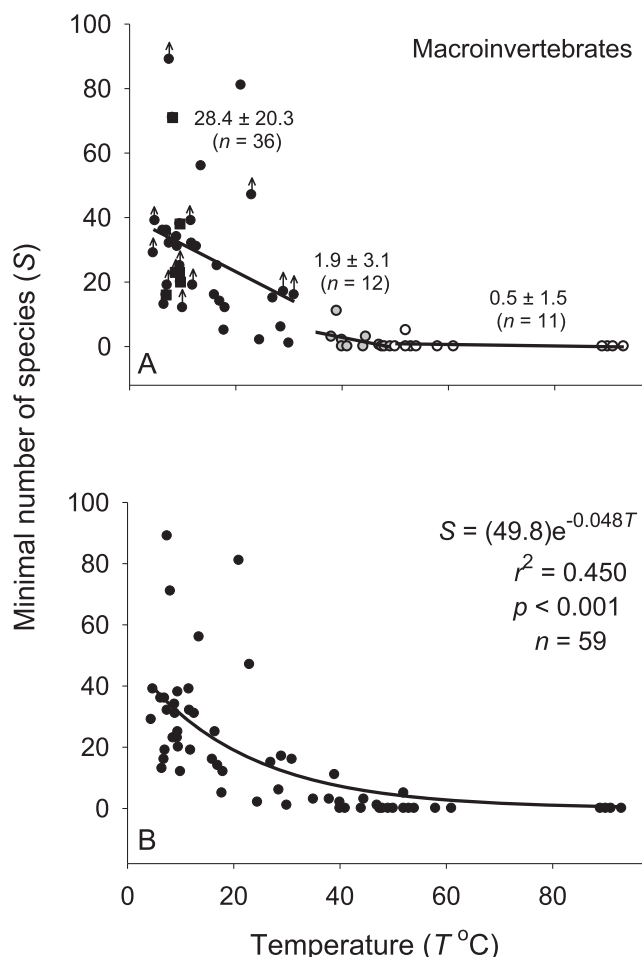 Macroinvertebrates
100
80
60
40
20
0
28.4 ± 20.3
(n = 36)
1.9 ± 3.1
(n = 12)
0.5 ± 1.5
(n = 11)
A
Minimal number of species (S)
100
80
60
40
20
0
S = (49.8)e^-0.048T
r² = 0.450
p < 0.001
n = 59
B
0 20 40 60 80
Temperature (T °C)